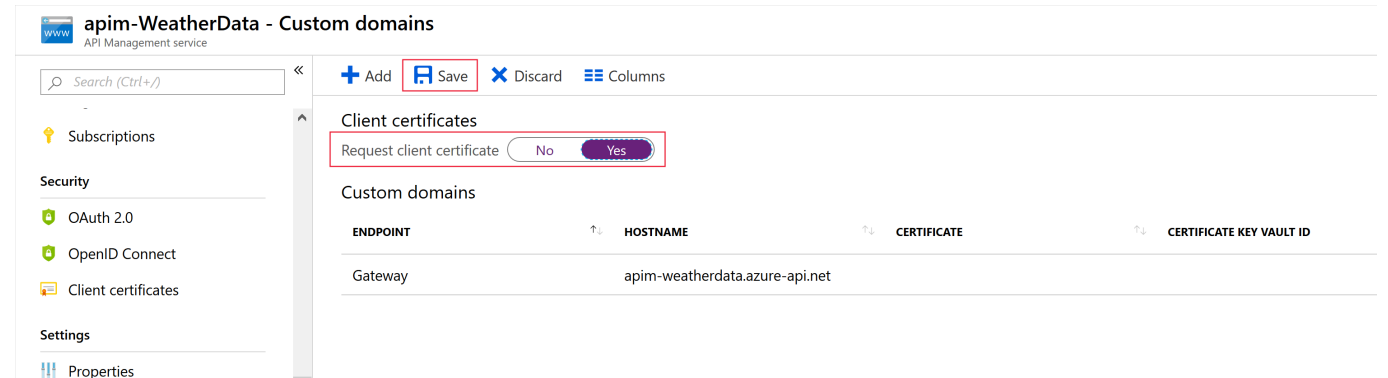 apim-WeatherData - Custom domains
www
API Management service
Search (Ctrl+/)
«
Subscriptions
Security
OAuth 2.0
OpenID Connect
Client certificates
Settings
Properties
Add Save Discard Columns
Client certificates
Request client certificate No Yes
Custom domains
ENDPOINT ↑↓ HOSTNAME ↑↓ CERTIFICATE ↑↓ CERTIFICATE KEY VAULT ID
Gateway apim-weatherdata.azure-api.net